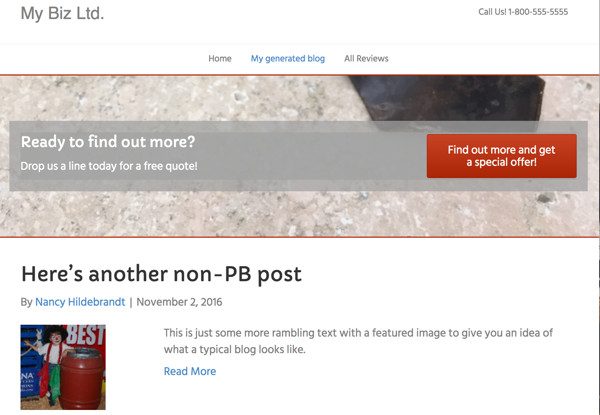 My Biz Ltd.
Call Us! 1-800-555-5555
Home
My generated blog
All Reviews
Ready to find out more?
Drop us a line today for a free quote!
Find out more and get
a special offer!
Here's another non-PB post
By Nancy Hildebrandt | November 2, 2016
BEST
NA
This is just some more rambling text with a featured image to give you an idea of
what a typical blog looks like.
Read More